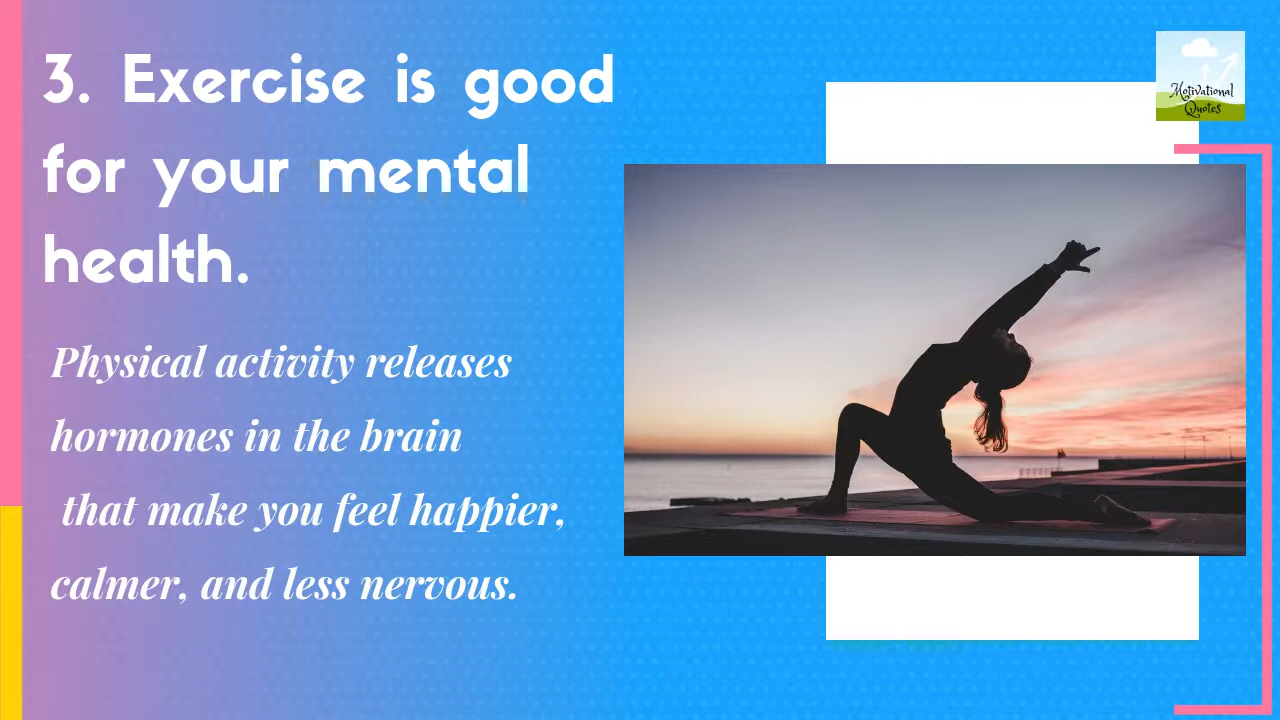 3. Exercise is good
for your mental
health.
Physical activity releases
hormones in the brain
that make you feel happier,
calmer, and less nervous.
Motivational
Quotes